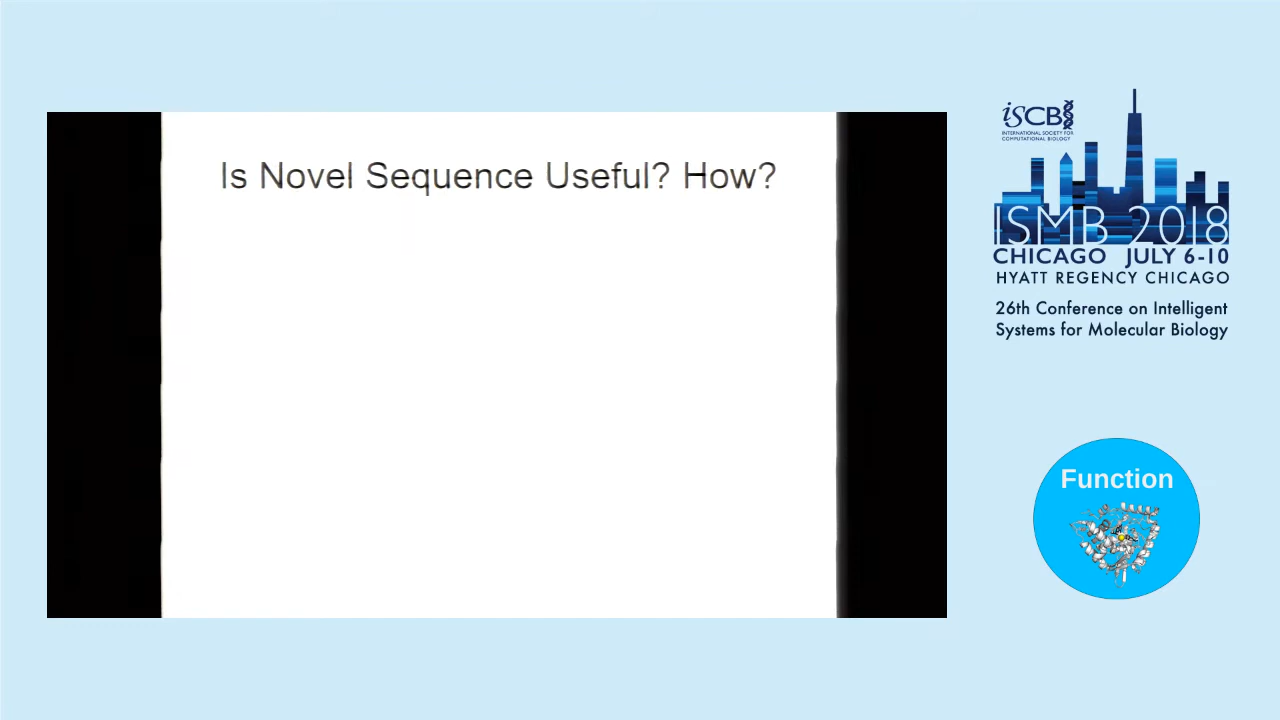 Is Novel Sequence Useful? How?
iSCB
INTERNATIONAL SOCIETY FOR
COMPUTATIONAL BIOLOGY
ISMB 2018
CHICAGO JULY 6-10
HYATT REGENCY CHICAGO
26th Conference on Intelligent
Systems for Molecular Biology
Function